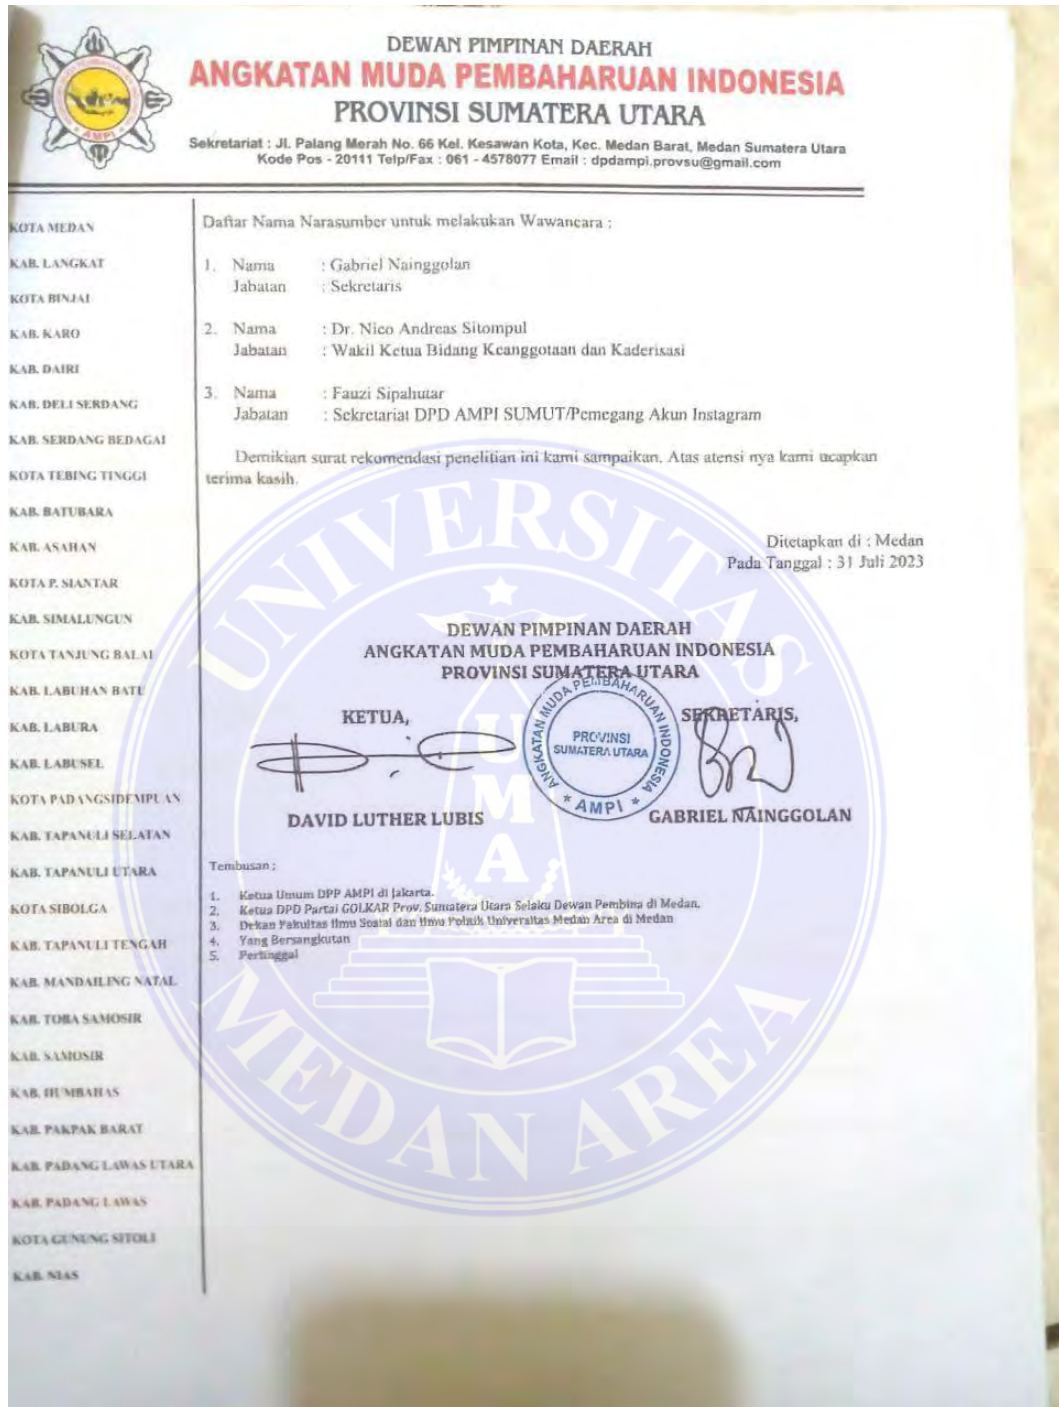 DEWAN PIMPINAN DAERAH
ANGKATAN MUDA PEMBAHARUAN INDONESIA
PROVINSI SUMATERA UTARA
Sekretariat : Jl. Palang Merah No. 66 Kel. Kesawan Kota, Kec. Medan Barat, Medan Sumatera Utara
Kode Pos - 20111 Telp/Fax : 061 - 4578077 Email : dpdampi.provsu@gmail.com
AMPI
KOTA MEDAN
KAB. LANGKAT
KOTA BINJAI
KAB. KARO
KAB. DAIRI
KAB. DELI SERDANG
KAB. SERDANG BEDAGAI
KOTA TEBING TINGGI
KAB. BATUBARA
KAB. ASAHAN
KOTA P. SIANTAR
KAB. SIMALUNGUN
KOTA TANJUNG BALAI
KAB. LABUHAN BATU
KAB. LABURA
KAB. LABUSEL
KOTA PADANGSIDEMPUAN
KAB. TAPANULI SELATAN
KAB. TAPANULI UTARA
KOTA SIBOLGA
KAB. TAPANULI TENGAH
KAB. MANDAILING NATAL
KAB. TOBA SAMOSIR
KAB. SAMOSIR
KAB. HUMBAHAS
KAB. PAKPAK BARAT
KAB. PADANG LAWAS UTARA
KAB. PADANG LAWAS
KOTA GUNUNG SITOLI
KAB. NIAS
Daftar Nama Narasumber untuk melakukan Wawancara :
1. Nama : Gabriel Nainggolan
Jabatan : Sekretaris
2. Nama : Dr. Nico Andreas Sitompul
Jabatan : Wakil Ketua Bidang Keanggotaan dan Kaderisasi
3. Nama : Fauzi Sipahutar
Jabatan : Sekretariat DPD AMPI SUMUT/Pemegang Akun Instagram
Demikian surat rekomendasi penelitian ini kami sampaikan. Atas atensi nya kami ucapkan
terima kasih.
Ditetapkan di : Medan
Pada Tanggal : 31 Juli 2023
DEWAN PIMPINAN DAERAH
ANGKATAN MUDA PEMBAHARUAN INDONESIA
PROVINSI SUMATERA UTARA
KETUA, SEKRETARIS,
ANGKATAN MUDA PEMBAHARUAN INDONESIA
PROVINSI
SUMATERA UTARA
* AMPI *
DAVID LUTHER LUBIS GABRIEL NAINGGOLAN
Tembusan ;
1. Ketua Umum DPP AMPI di Jakarta.
2. Ketua DPD Partai GOLKAR Prov. Sumatera Utara Selaku Dewan Pembina di Medan.
3. Dekan Fakultas Ilmu Sosial dan Ilmu Politik Universitas Medan Area di Medan
4. Yang Bersangkutan
5. Pertinggal
UNIVERSITAS
UMA
MEDAN AREA